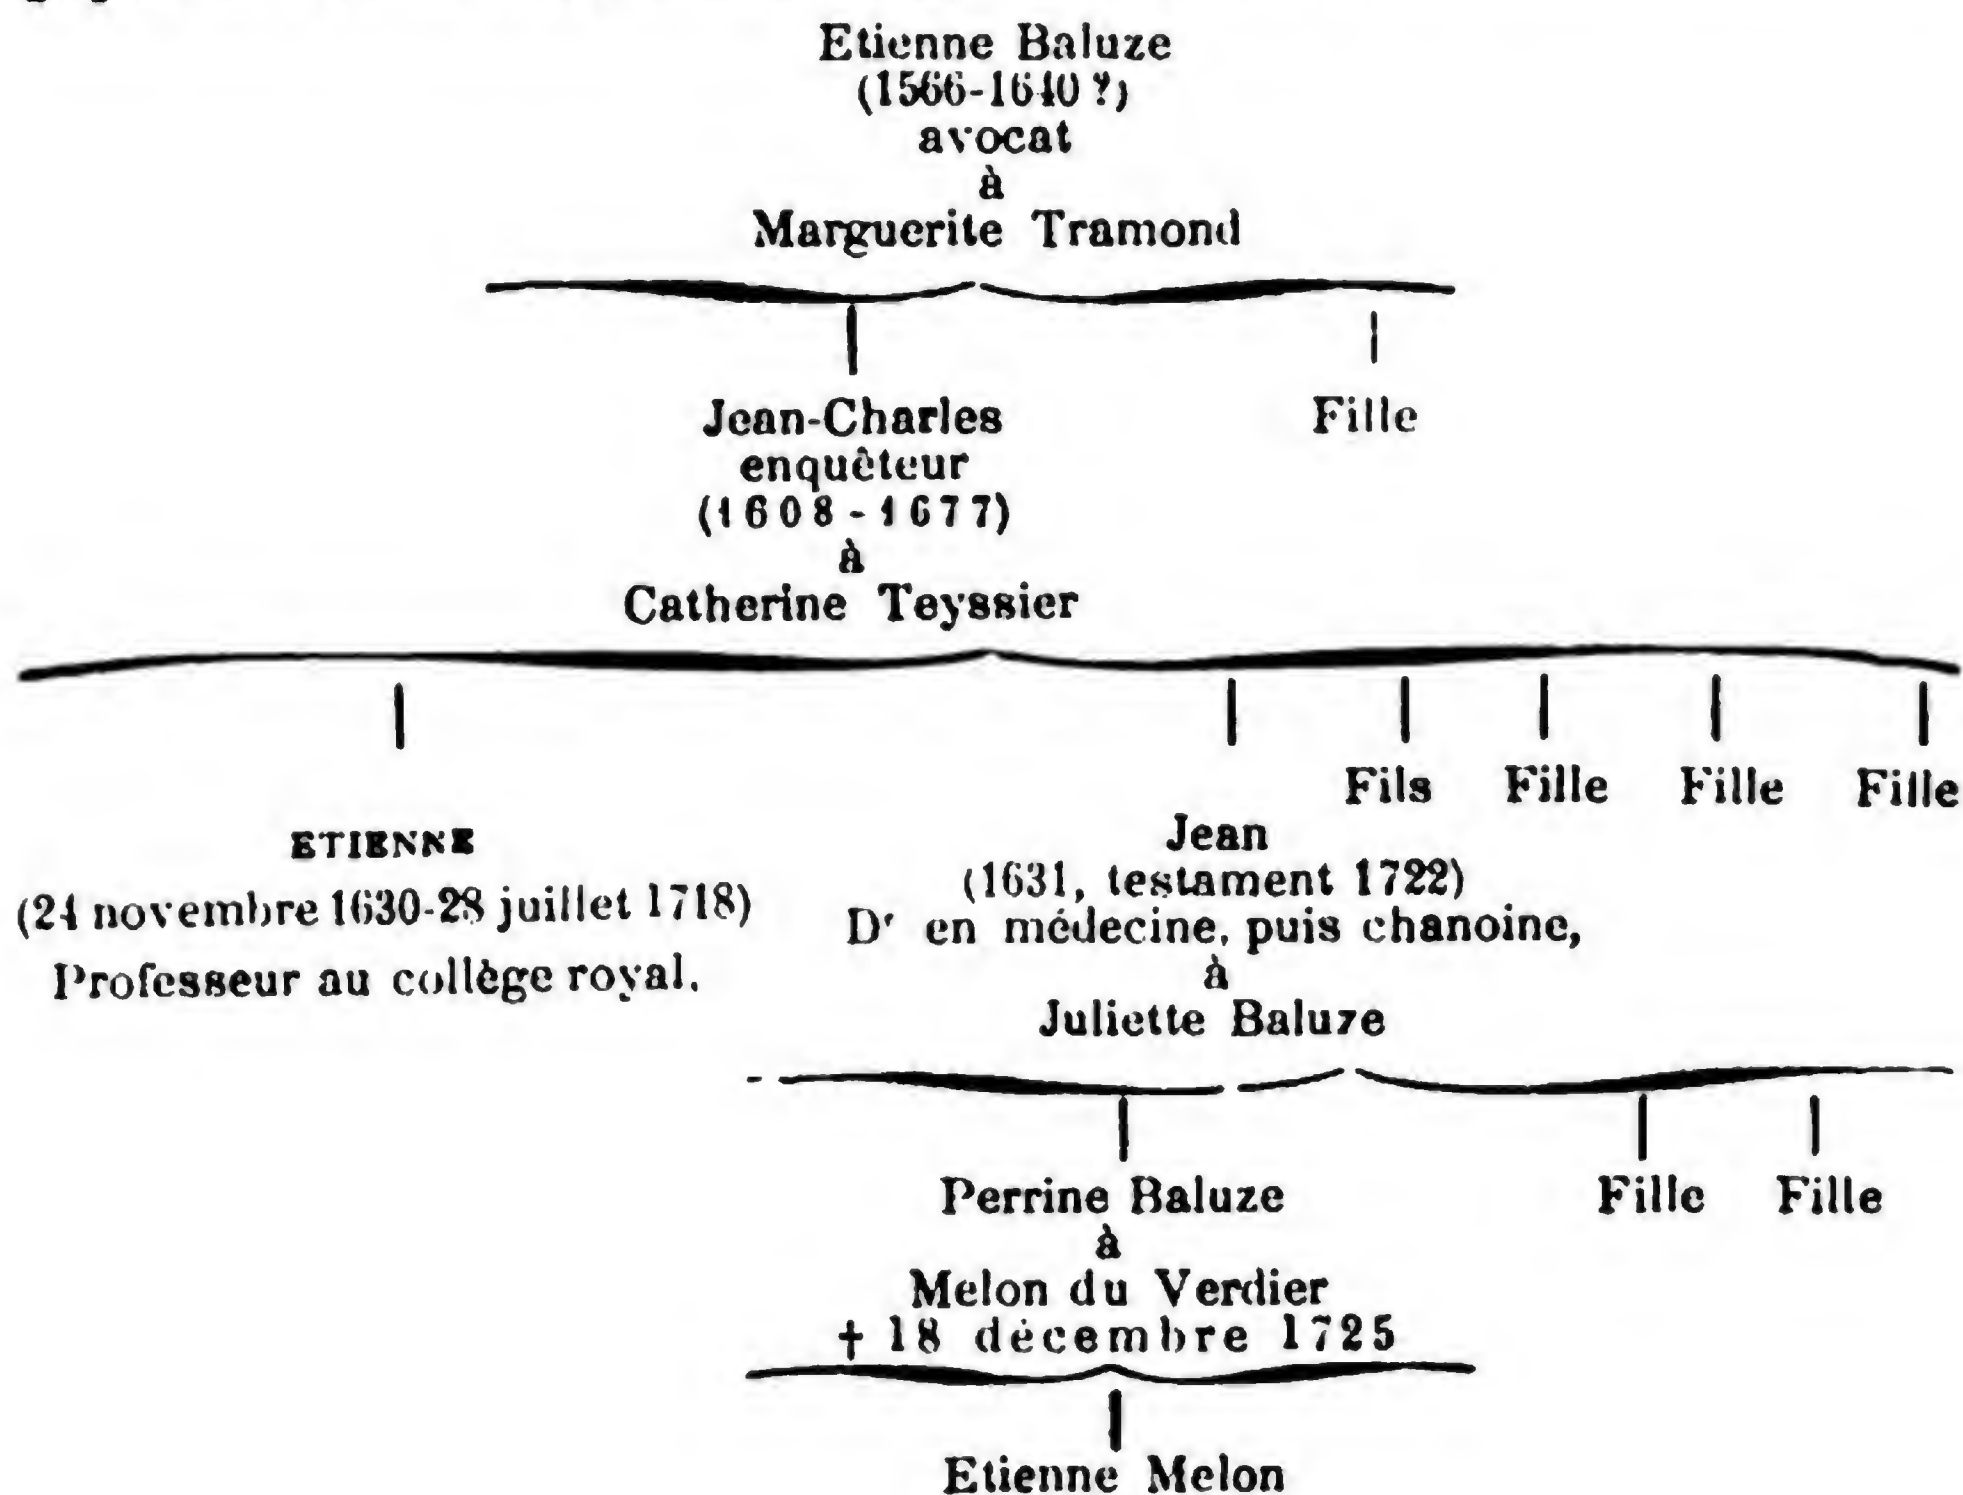 Etienne Baluze
(1566-1640 ?)
avocat
à
Marguerite Tramond
Jean-Charles
enquêteur
(1608-1677)
à
Catherine Teyssier
Fille
ETIENNE
(24 novembre 1630-28 juillet 1718)
Professeur au collège royal.
Jean
(1631, testament 1722)
Dr en médecine, puis chanoine,
à
Juliette Baluze
Fils
Fille
Fille
Fille
Perrine Baluze
à
Melon du Verdier
† 18 décembre 1725
Fille
Fille
Etienne Melon